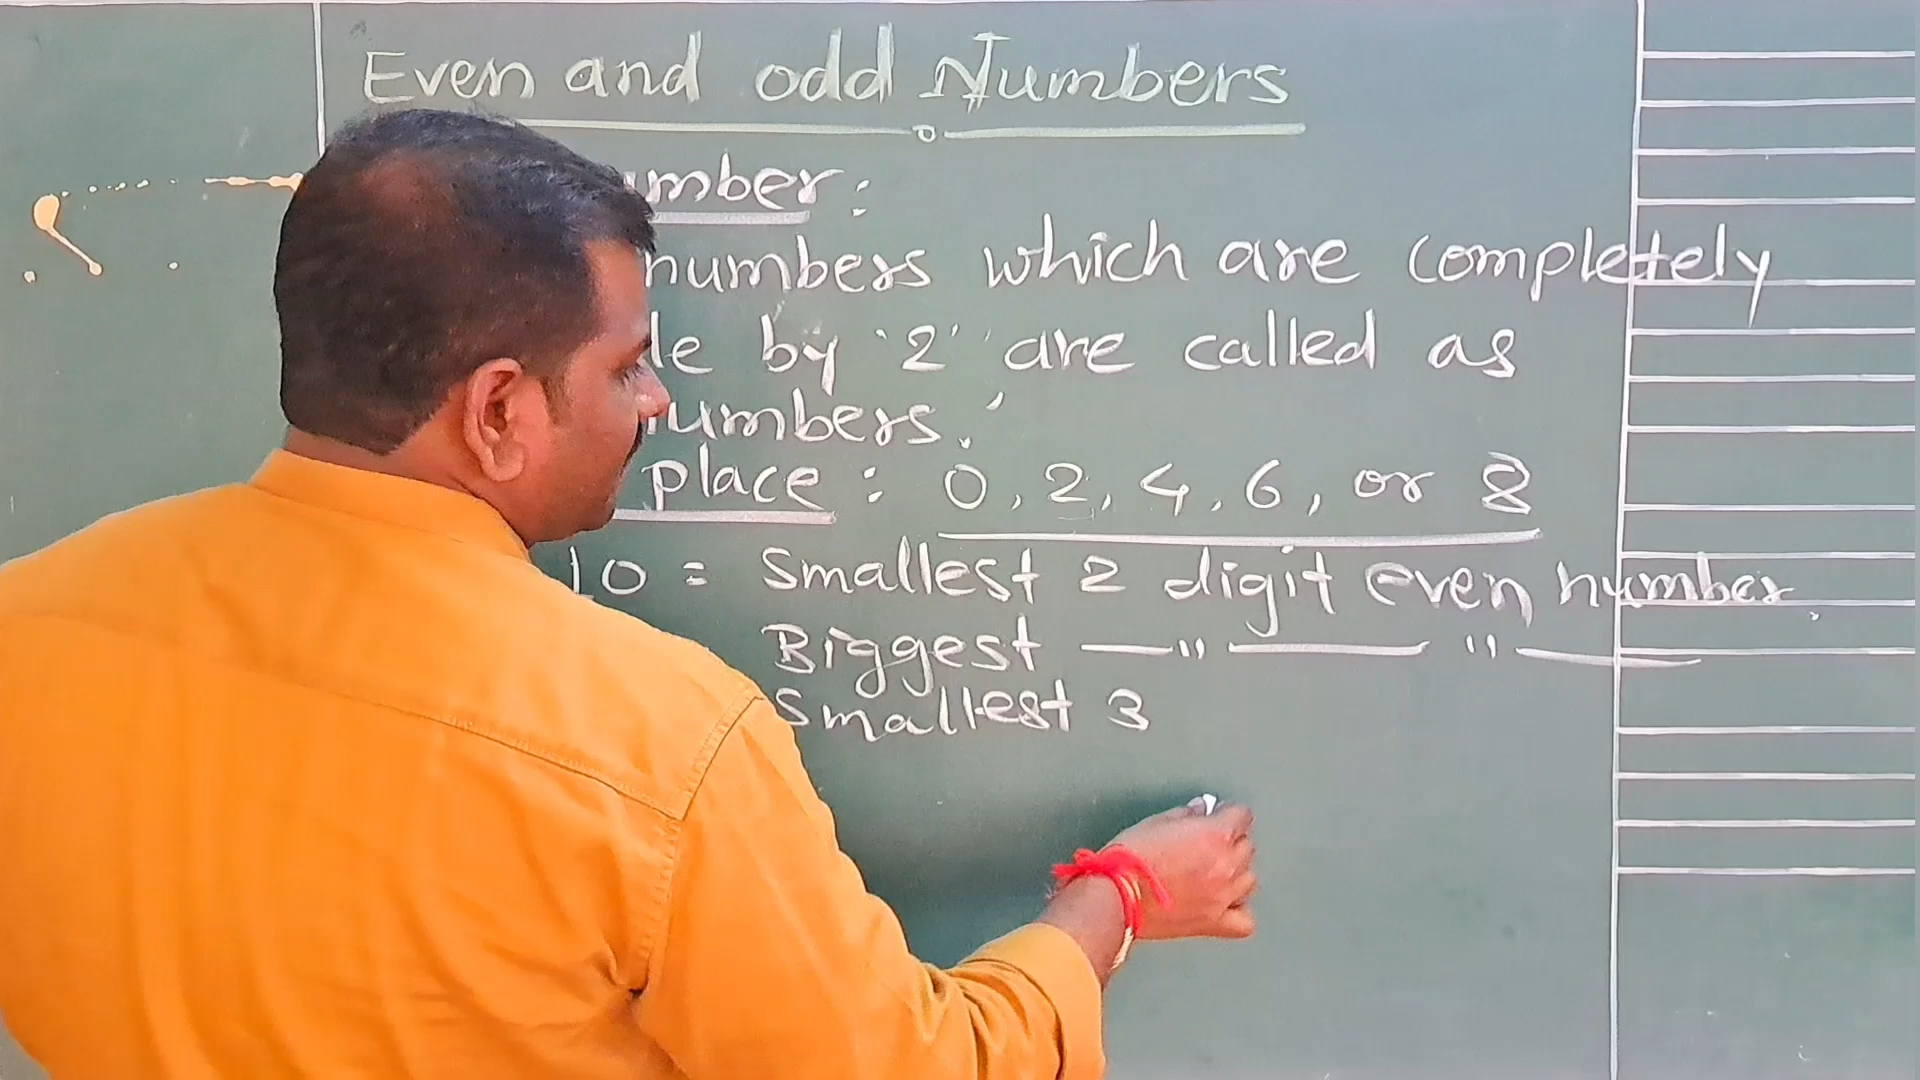 Even and odd Numbers
umber:
numbers which are completely
le by '2' are called as
umbers.'
place : 0, 2, 4, 6, or 8
10 = Smallest 2 digit even number.
Biggest —"— "—
Smallest 3